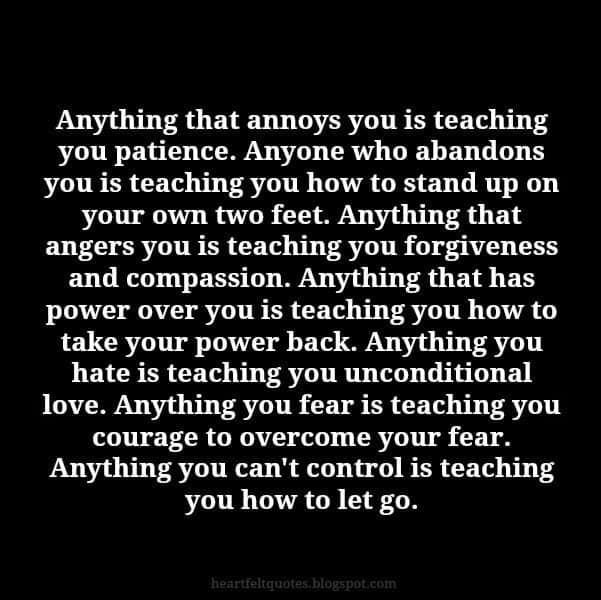 Anything that annoys you is teaching
you patience. Anyone who abandons
you is teaching you how to stand up on
your own two feet. Anything that
angers you is teaching you forgiveness
and compassion. Anything that has
power over you is teaching you how to
take your power back. Anything you
hate is teaching you unconditional
love. Anything you fear is teaching you
courage to overcome your fear.
Anything you can't control is teaching
you how to let go.
heartfeltquotes.blogspot.com